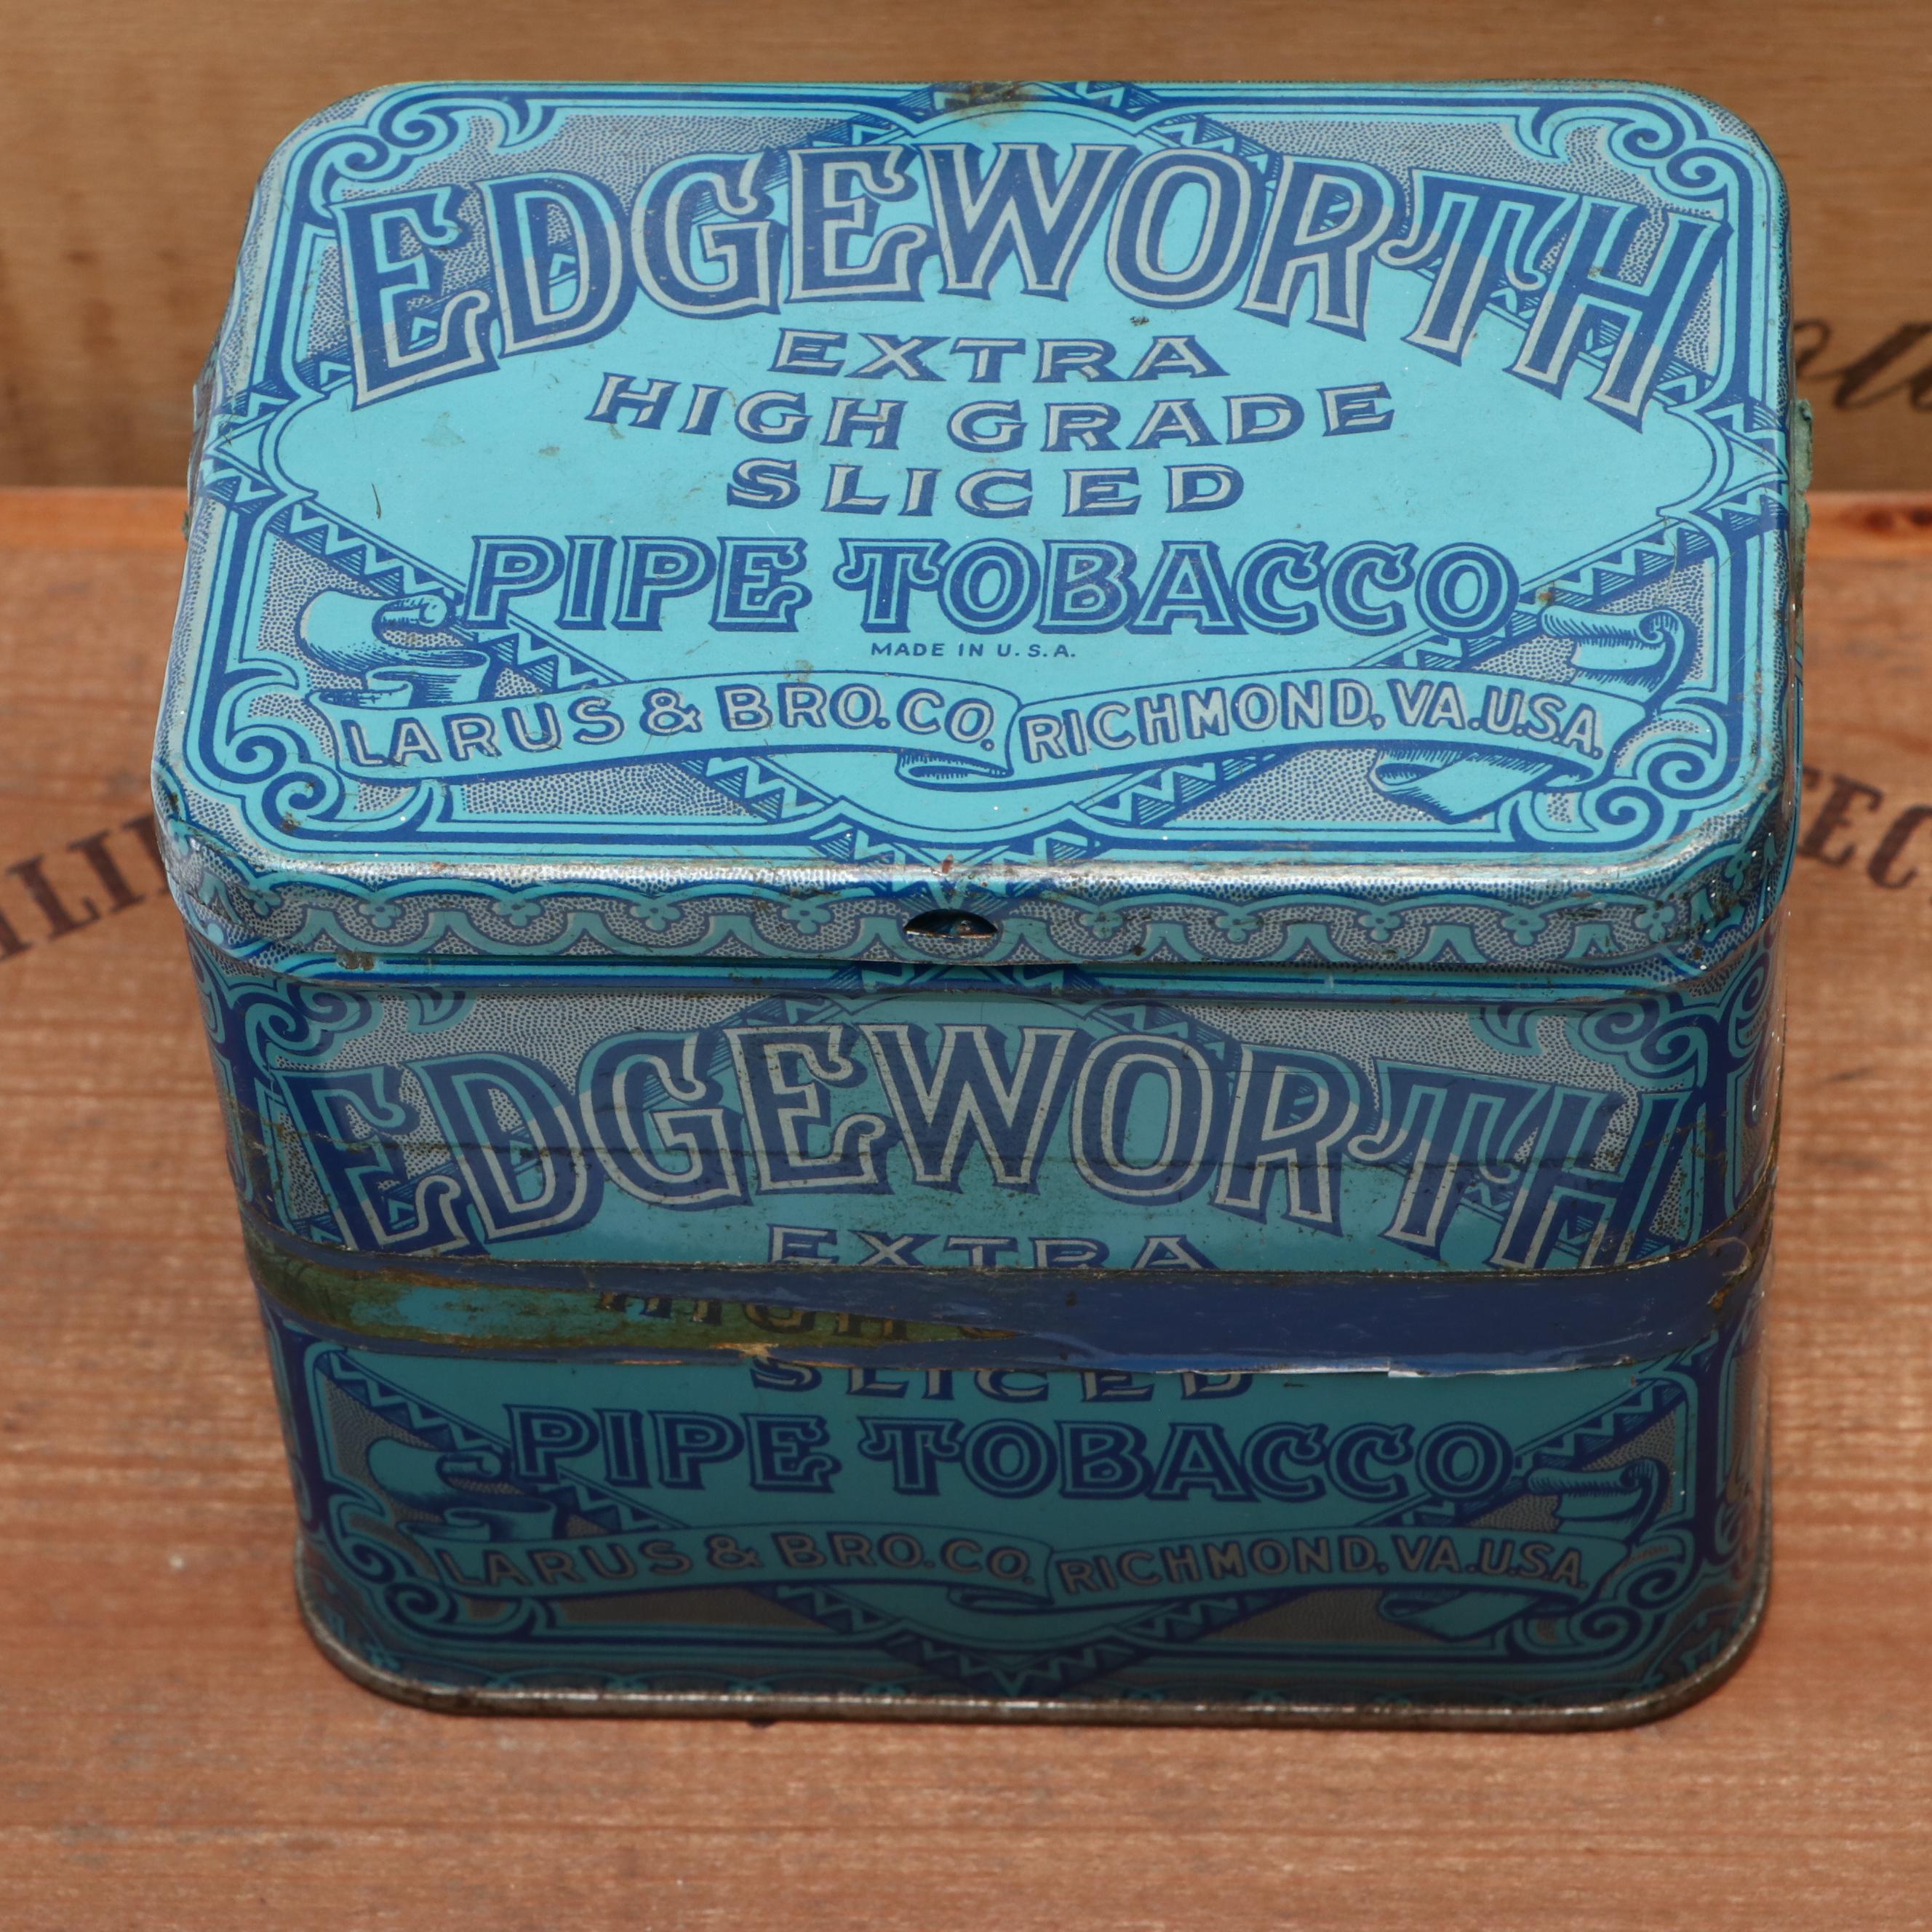 EDGEWORTH
EXTRA
HIGH GRADE
SLICED
PIPE TOBACCO
MADE IN U.S.A.
LARUS & BRO. CO. RICHMOND, VA. U.S.A.
EDGEWORTH
EXTRA
HIGH
SLICED
PIPE TOBACCO
LARUS & BRO. CO. RICHMOND, VA. U.S.A.